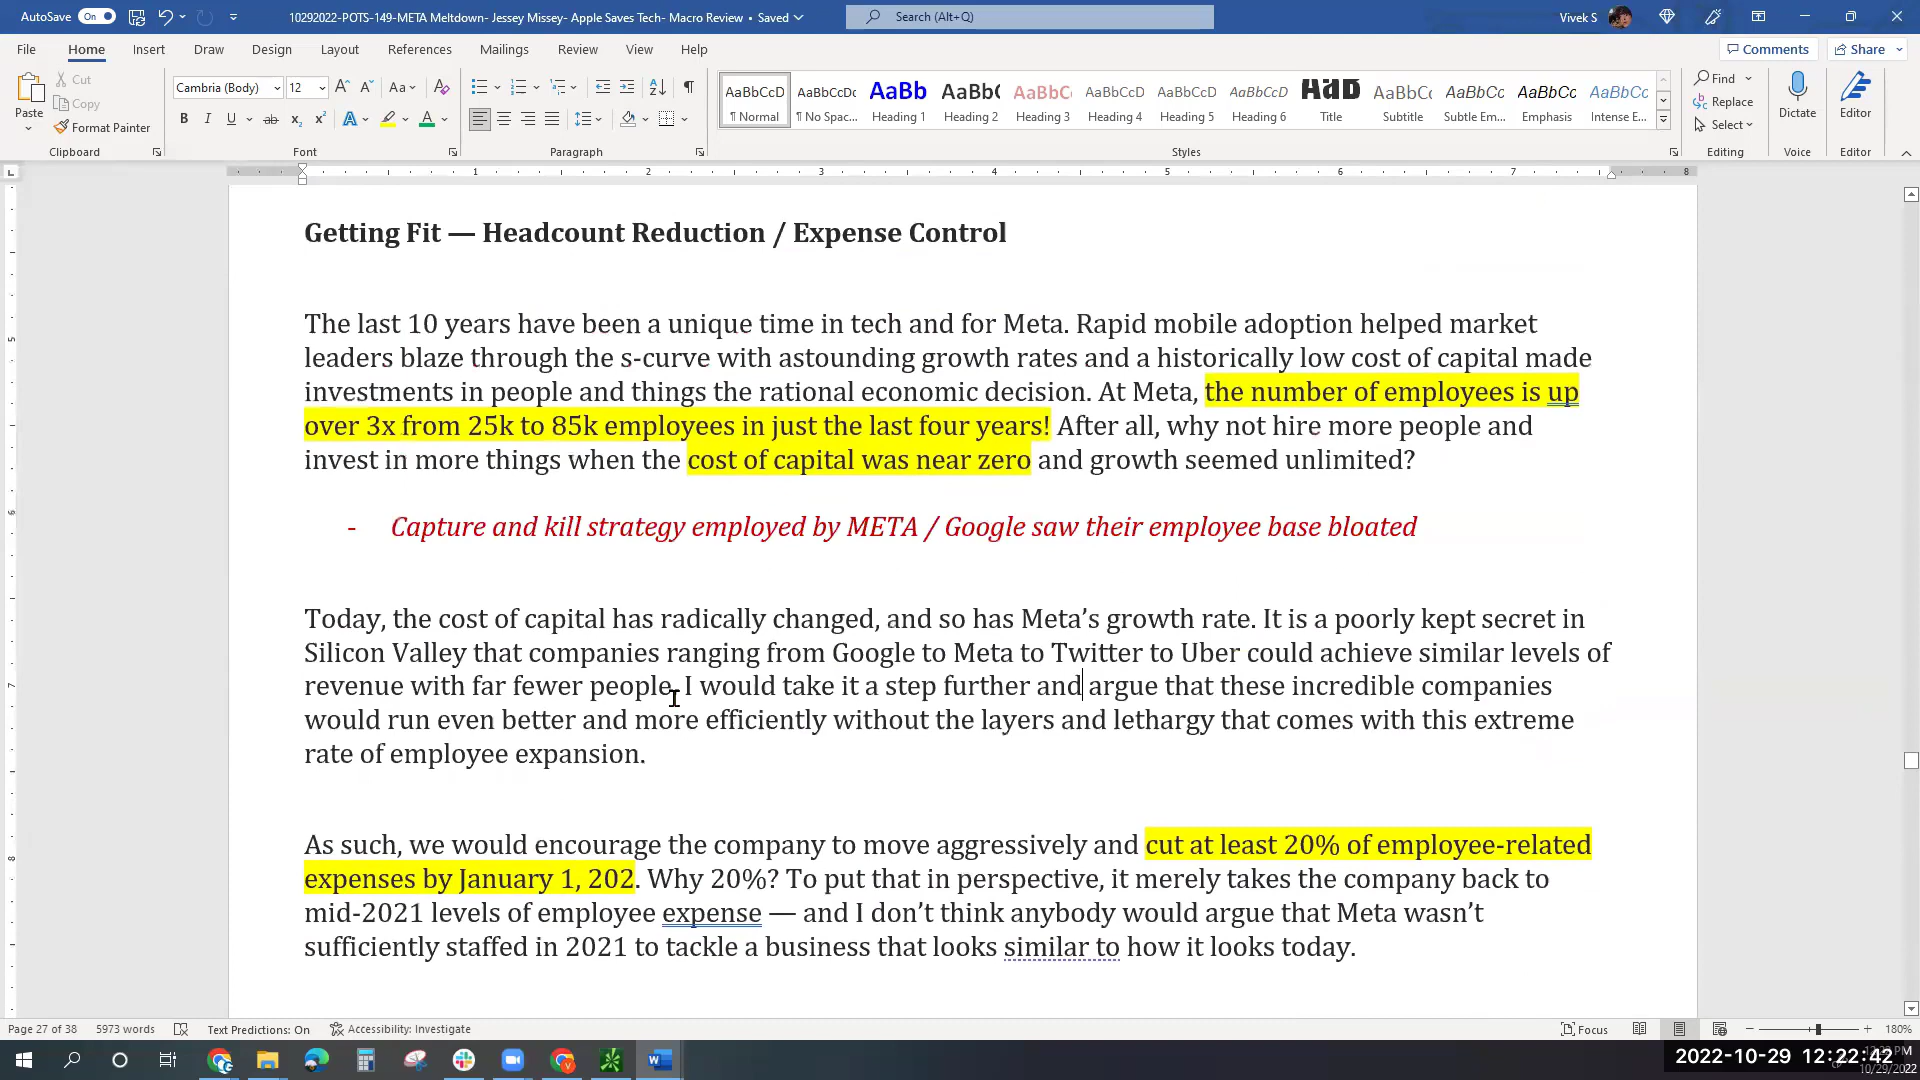 AutoSave On 10292022-POTS-149-META Meltdown- Jessey Missey- Apple Saves Tech- Macro Review • Saved Search (Alt+Q) Vivek S
File Home Insert Draw Design Layout References Mailings Review View Help Comments Share
Cut
Copy
Paste Format Painter
Cambria (Body) 12
AaBbCcD AaBbCcDc AaBb AaBb( AaBbCc AaBbCcD AaBbCcD AaBbCcD AaB AaBbCc AaBbCc AaBbCc AaBbCc
¶ Normal ¶ No Spac... Heading 1 Heading 2 Heading 3 Heading 4 Heading 5 Heading 6 Title Subtitle Subtle Em... Emphasis Intense E...
Find
Replace
Select
Dictate Editor
Clipboard Font Paragraph Styles Editing Voice Editor
1 2 3 4 5 6 7 8
Getting Fit — Headcount Reduction / Expense Control
The last 10 years have been a unique time in tech and for Meta. Rapid mobile adoption helped market
leaders blaze through the s-curve with astounding growth rates and a historically low cost of capital made
investments in people and things the rational economic decision. At Meta, the number of employees is up
over 3x from 25k to 85k employees in just the last four years! After all, why not hire more people and
invest in more things when the cost of capital was near zero and growth seemed unlimited?
- Capture and kill strategy employed by META / Google saw their employee base bloated
Today, the cost of capital has radically changed, and so has Meta’s growth rate. It is a poorly kept secret in
Silicon Valley that companies ranging from Google to Meta to Twitter to Uber could achieve similar levels of
revenue with far fewer people. I would take it a step further and argue that these incredible companies
would run even better and more efficiently without the layers and lethargy that comes with this extreme
rate of employee expansion.
As such, we would encourage the company to move aggressively and cut at least 20% of employee-related
expenses by January 1, 202. Why 20%? To put that in perspective, it merely takes the company back to
mid-2021 levels of employee expense — and I don’t think anybody would argue that Meta wasn’t
sufficiently staffed in 2021 to tackle a business that looks similar to how it looks today.
Page 27 of 38 5973 words Text Predictions: On Accessibility: Investigate Focus 180%
2022-10-29 12:22:42